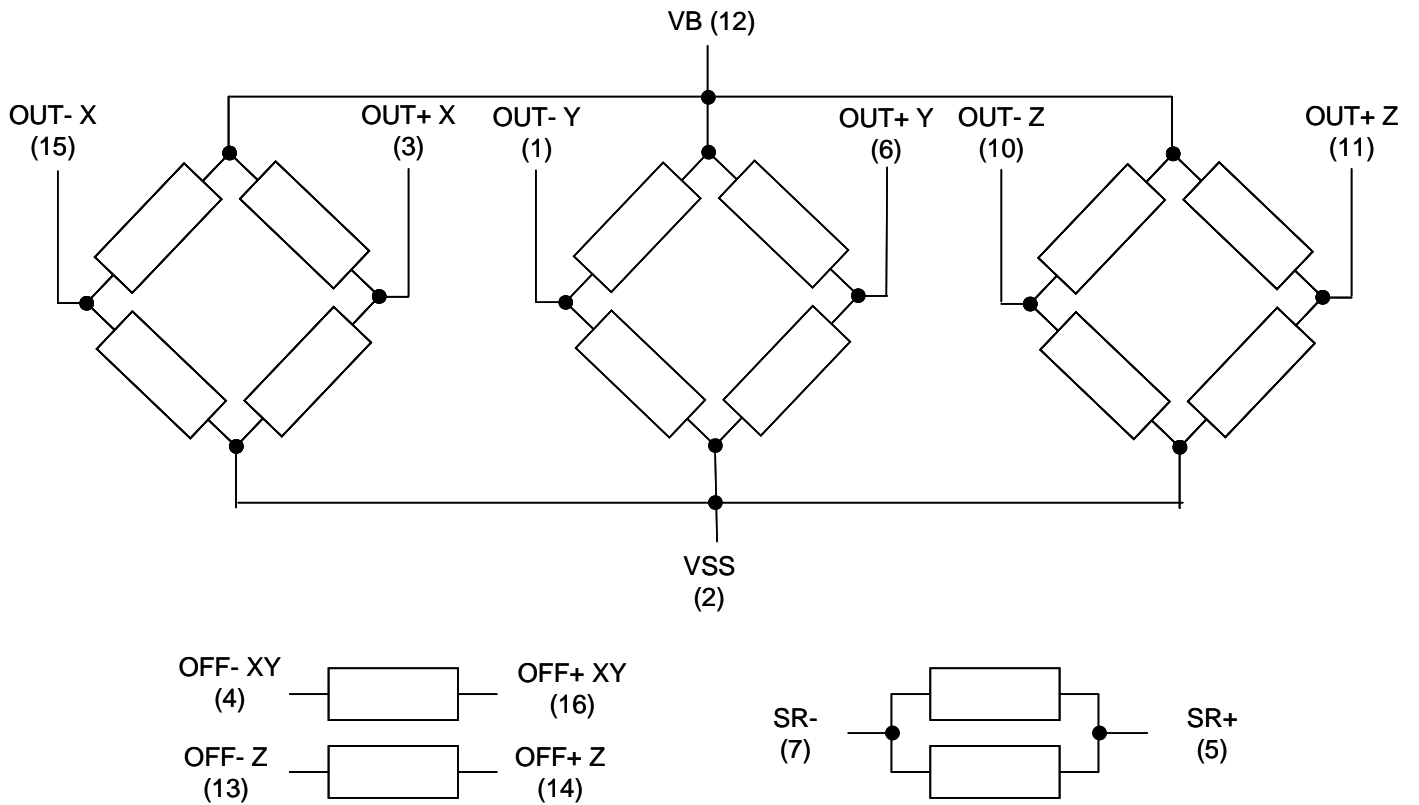 VB (12)
OUT- X
(15)
OUT+ X
(3)
OUT- Y
(1)
OUT+ Y
(6)
OUT- Z
(10)
OUT+ Z
(11)
VSS
(2)
OFF- XY
(4)
OFF+ XY
(16)
OFF- Z
(13)
OFF+ Z
(14)
SR-
(7)
SR+
(5)